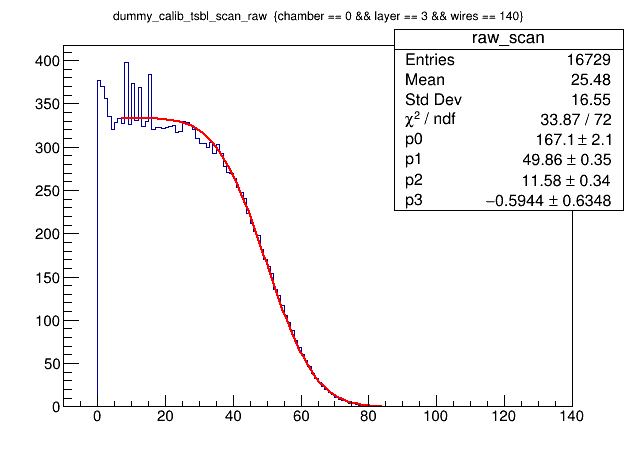 dummy_calib_tsbl_scan_raw {chamber == 0 && layer == 3 && wires == 140}
raw_scan
Entries 16729
Mean 25.48
Std Dev 16.55
χ² / ndf 33.87 / 72
p0 167.1 ± 2.1
p1 49.86 ± 0.35
p2 11.58 ± 0.34
p3 −0.5944 ± 0.6348
400
350
300
250
200
150
100
50
0
0 20 40 60 80 100 120 140